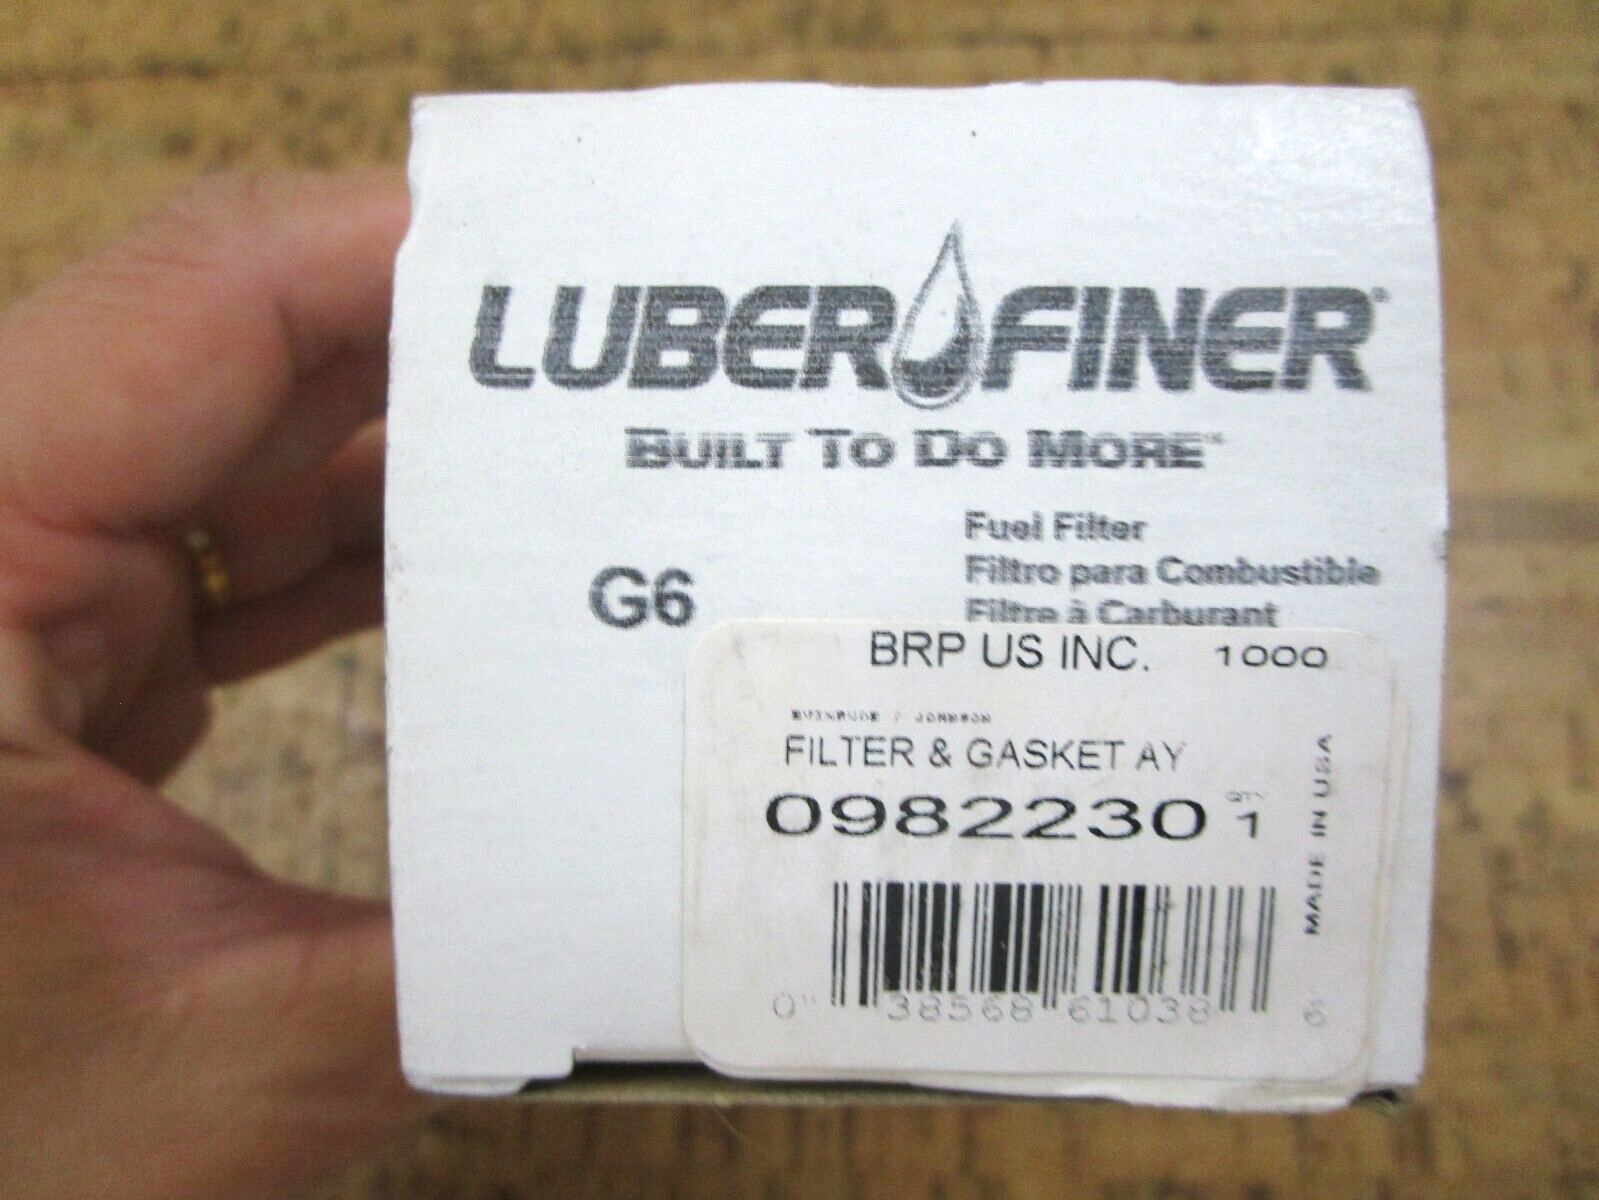 LUBERFINER®
BUILT TO DO MORE™
Fuel Filter
Filtro para Combustible
G6
Filtre à Carburant
BRP US INC. 1000
EVINRUDE / JOHNSON
FILTER & GASKET AY
0982230
QTY
1
MADE IN USA
0 38568 61038 6